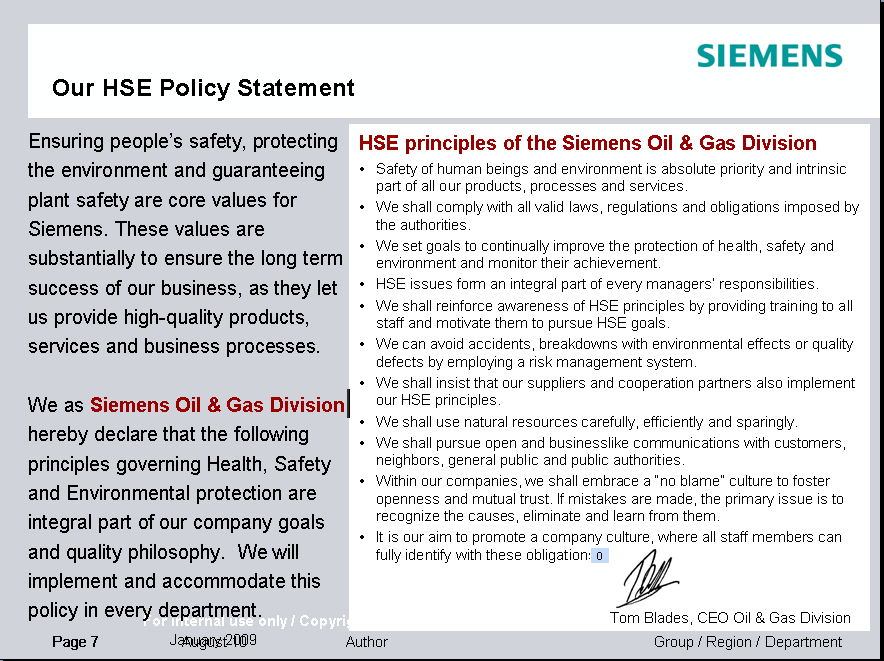 SIEMENS
Our HSE Policy Statement
Ensuring people's safety, protecting
the environment and guaranteeing
plant safety are core values for
Siemens. These values are
substantially to ensure the long term
success of our business, as they let
us provide high-quality products,
services and business processes.
We as Siemens Oil & Gas Division
hereby declare that the following
principles governing Health, Safety
and Environmental protection are
integral part of our company goals
and quality philosophy.  We will
implement and accommodate this
policy in every department.
HSE principles of the Siemens Oil & Gas Division
• Safety of human beings and environment is absolute priority and intrinsic
part of all our products, processes and services.
• We shall comply with all valid laws, regulations and obligations imposed by
the authorities.
• We set goals to continually improve the protection of health, safety and
environment and monitor their achievement.
• HSE issues form an integral part of every managers' responsibilities.
• We shall reinforce awareness of HSE principles by providing training to all
staff and motivate them to pursue HSE goals.
• We can avoid accidents, breakdowns with environmental effects or quality
defects by employing a risk management system.
• We shall insist that our suppliers and cooperation partners also implement
our HSE principles.
• We shall use natural resources carefully, efficiently and sparingly.
• We shall pursue open and businesslike communications with customers,
neighbors, general public and public authorities.
• Within our companies, we shall embrace a "no blame" culture to foster
openness and mutual trust. If mistakes are made, the primary issue is to
recognize the causes, eliminate and learn from them.
• It is our aim to promote a company culture, where all staff members can
fully identify with these obligation: 0
Tom Blades, CEO Oil & Gas Division
For internal use only / Copyrig
Page 7
January 2009
August 10
Author
Group / Region / Department